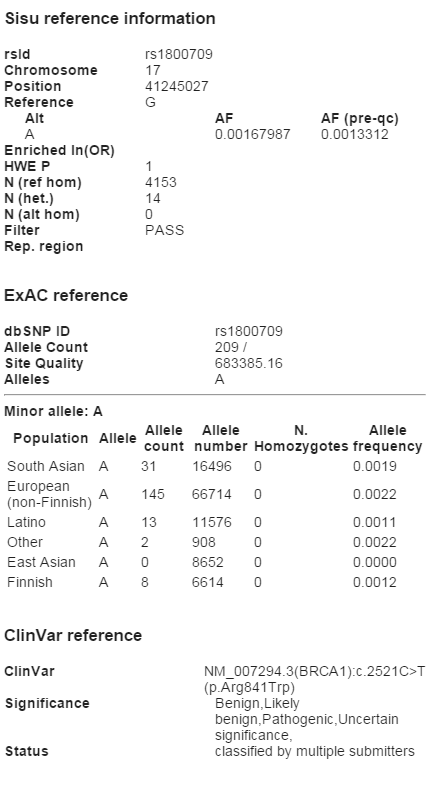 Sisu reference information
rsId rs1800709
Chromosome 17
Position 41245027
Reference G
Alt AF AF (pre-qc)
A 0.00167987 0.0013312
Enriched In(OR)
HWE P 1
N (ref hom) 4153
N (het.) 14
N (alt hom) 0
Filter PASS
Rep. region
ExAC reference
dbSNP ID rs1800709
Allele Count 209 /
Site Quality 683385.16
Alleles A
Minor allele: A
Population Allele Allele count Allele number N. Homozygotes Allele frequency
South Asian A 31 16496 0 0.0019
European (non-Finnish) A 145 66714 0 0.0022
Latino A 13 11576 0 0.0011
Other A 2 908 0 0.0022
East Asian A 0 8652 0 0.0000
Finnish A 8 6614 0 0.0012
ClinVar reference
ClinVar NM_007294.3(BRCA1):c.2521C>T
(p.Arg841Trp)
Significance Benign,Likely
benign,Pathogenic,Uncertain
significance,
Status classified by multiple submitters